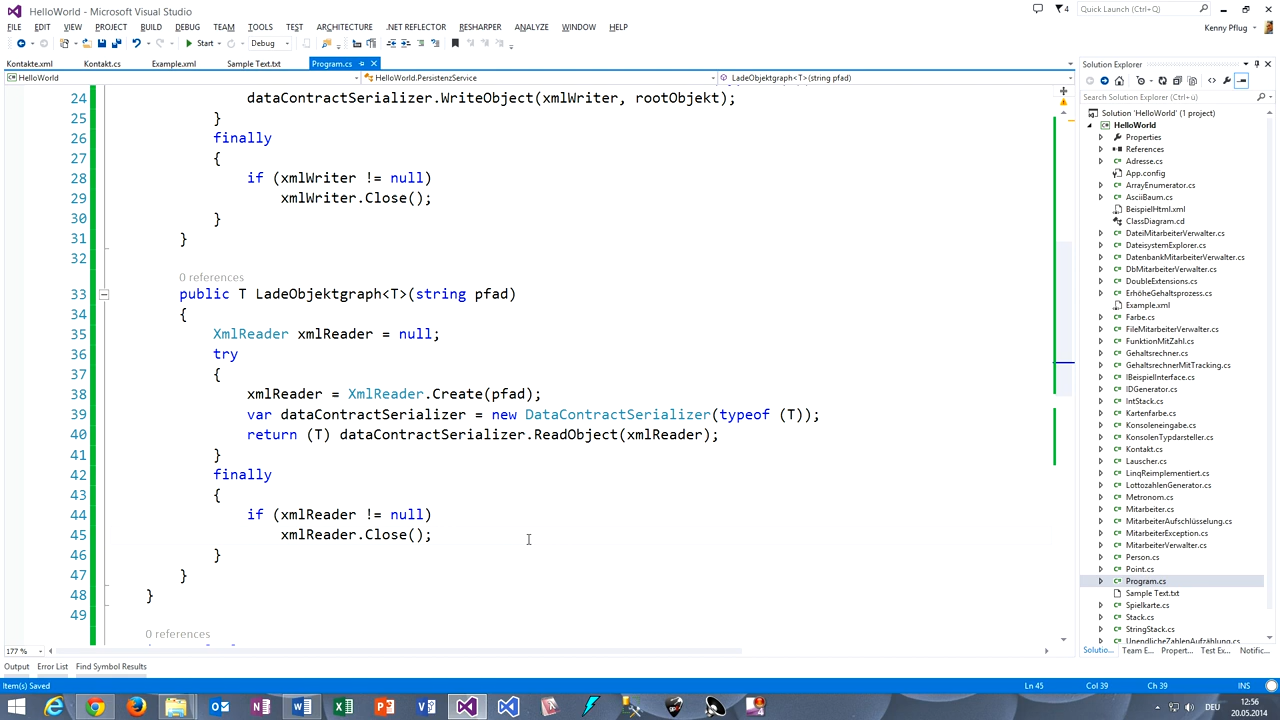 HelloWorld - Microsoft Visual Studio
4
Quick Launch (Ctrl+Ü)
FILE EDIT VIEW PROJECT BUILD DEBUG TEAM TOOLS TEST ARCHITECTURE .NET REFLECTOR RESHARPER ANALYZE WINDOW HELP
Kenny Pflug
Start Debug
Kontakte.xml Kontakt.cs Example.xml Sample Text.txt Program.cs
HelloWorld HelloWorld.PersistenzService LadeObjektgraph<T>(string pfad)
24 dataContractSerializer.WriteObject(xmlWriter, rootObjekt);
25 }
26 finally
27 {
28 if (xmlWriter != null)
29 xmlWriter.Close();
30 }
31 }
32
0 references
33 public T LadeObjektgraph<T>(string pfad)
34 {
35 XmlReader xmlReader = null;
36 try
37 {
38 xmlReader = XmlReader.Create(pfad);
39 var dataContractSerializer = new DataContractSerializer(typeof (T));
40 return (T) dataContractSerializer.ReadObject(xmlReader);
41 }
42 finally
43 {
44 if (xmlReader != null)
45 xmlReader.Close();
46 }
47 }
48 }
49
0 references
177 %
Solution Explorer
Search Solution Explorer (Ctrl+ü)
Solution 'HelloWorld' (1 project)
HelloWorld
Properties
References
Adresse.cs
App.config
ArrayEnumerator.cs
AsciiBaum.cs
BeispielHtml.xml
ClassDiagram.cd
DateiMitarbeiterVerwalter.cs
DateisystemExplorer.cs
DatenbankMitarbeiterVerwalter.cs
DbMitarbeiterVerwalter.cs
DoubleExtensions.cs
ErhöheGehaltsprozess.cs
Example.xml
Farbe.cs
FileMitarbeiterVerwalter.cs
FunktionMitZahl.cs
Gehaltsrechner.cs
GehaltsrechnerMitTracking.cs
IBeispielInterface.cs
IDGenerator.cs
IntStack.cs
Kartenfarbe.cs
Konsoleneingabe.cs
KonsolenTypdarsteller.cs
Kontakt.cs
Lauscher.cs
LinqReimplementiert.cs
LottozahlenGenerator.cs
Metronom.cs
Mitarbeiter.cs
MitarbeiterAufschlüsselung.cs
MitarbeiterException.cs
MitarbeiterVerwalter.cs
Person.cs
Point.cs
Program.cs
Sample Text.txt
Spielkarte.cs
Stack.cs
StringStack.cs
UnendlicheZahlenAufzählung.cs
Solutio... Team E... Propert... Test Ex... Notific...
Output Error List Find Symbol Results
Item(s) Saved Ln 45 Col 39 Ch 39 INS
DEU
12:56
20.05.2014